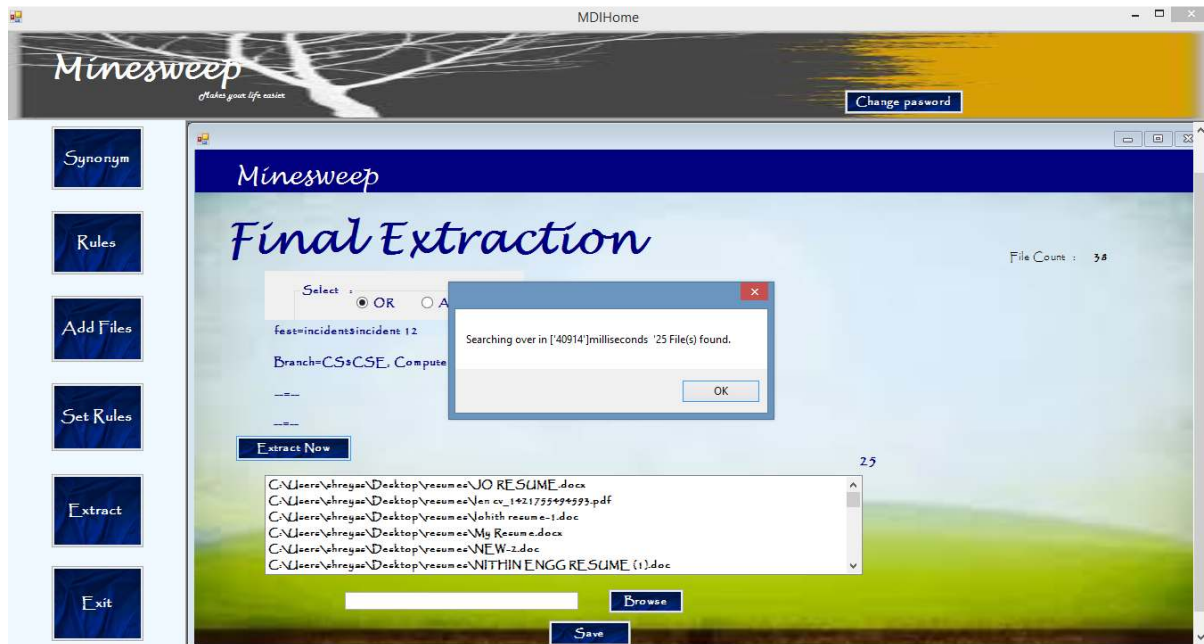 MDIHome
Minesweep
Makes your life easier
Change pasword
Synonym
Rules
Add Files
Set Rules
Extract
Exit
Minesweep
Final Extraction
File Count : 38
Select :
OR A
fest=incident$incident 12
Branch=CS$CSE, Compute
--=--
--=--
Searching over in ['40914']milliseconds '25 File(s) found.
OK
Extract Now
25
C:\Users\shreyas\Desktop\resumes\JO RESUME.docx
C:\Users\shreyas\Desktop\resumes\len cv_1421755494593.pdf
C:\Users\shreyas\Desktop\resumes\lohith resume-1.doc
C:\Users\shreyas\Desktop\resumes\My Resume.docx
C:\Users\shreyas\Desktop\resumes\NEW-2.doc
C:\Users\shreyas\Desktop\resumes\NITHIN ENGG RESUME (1).doc
Browse
Save